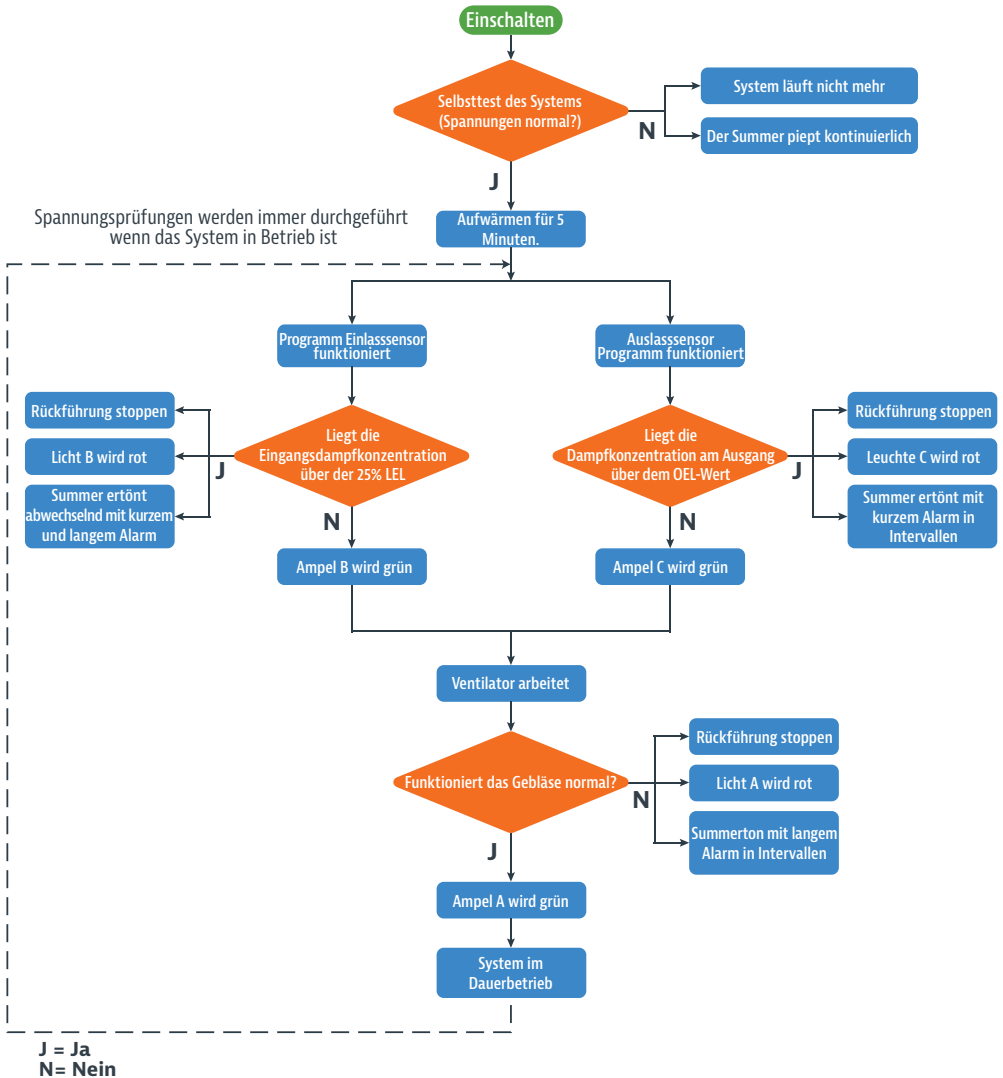 Einschalten
Selbsttest des Systems
(Spannungen normal?)
N
System läuft nicht mehr
Der Summer piept kontinuierlich
J
Spannungsprüfungen werden immer durchgeführt
wenn das System in Betrieb ist
Aufwärmen für 5
Minuten.
Programm Einlasssensor
funktioniert
Auslasssensor
Programm funktioniert
Rückführung stoppen
Licht B wird rot
Summer ertönt
abwechselnd mit kurzem
und langem Alarm
J
Liegt die
Eingangsdampfkonzentration
über der 25% LEL
N
Liegt die
Dampfkonzentration am Ausgang
über dem OEL-Wert
J
N
Rückführung stoppen
Leuchte C wird rot
Summer ertönt mit
kurzem Alarm in
Intervallen
Ampel B wird grün
Ampel C wird grün
Ventilator arbeitet
Funktioniert das Gebläse normal?
N
Rückführung stoppen
Licht A wird rot
Summerton mit langem
Alarm in Intervallen
J
Ampel A wird grün
System im
Dauerbetrieb
J = Ja
N= Nein